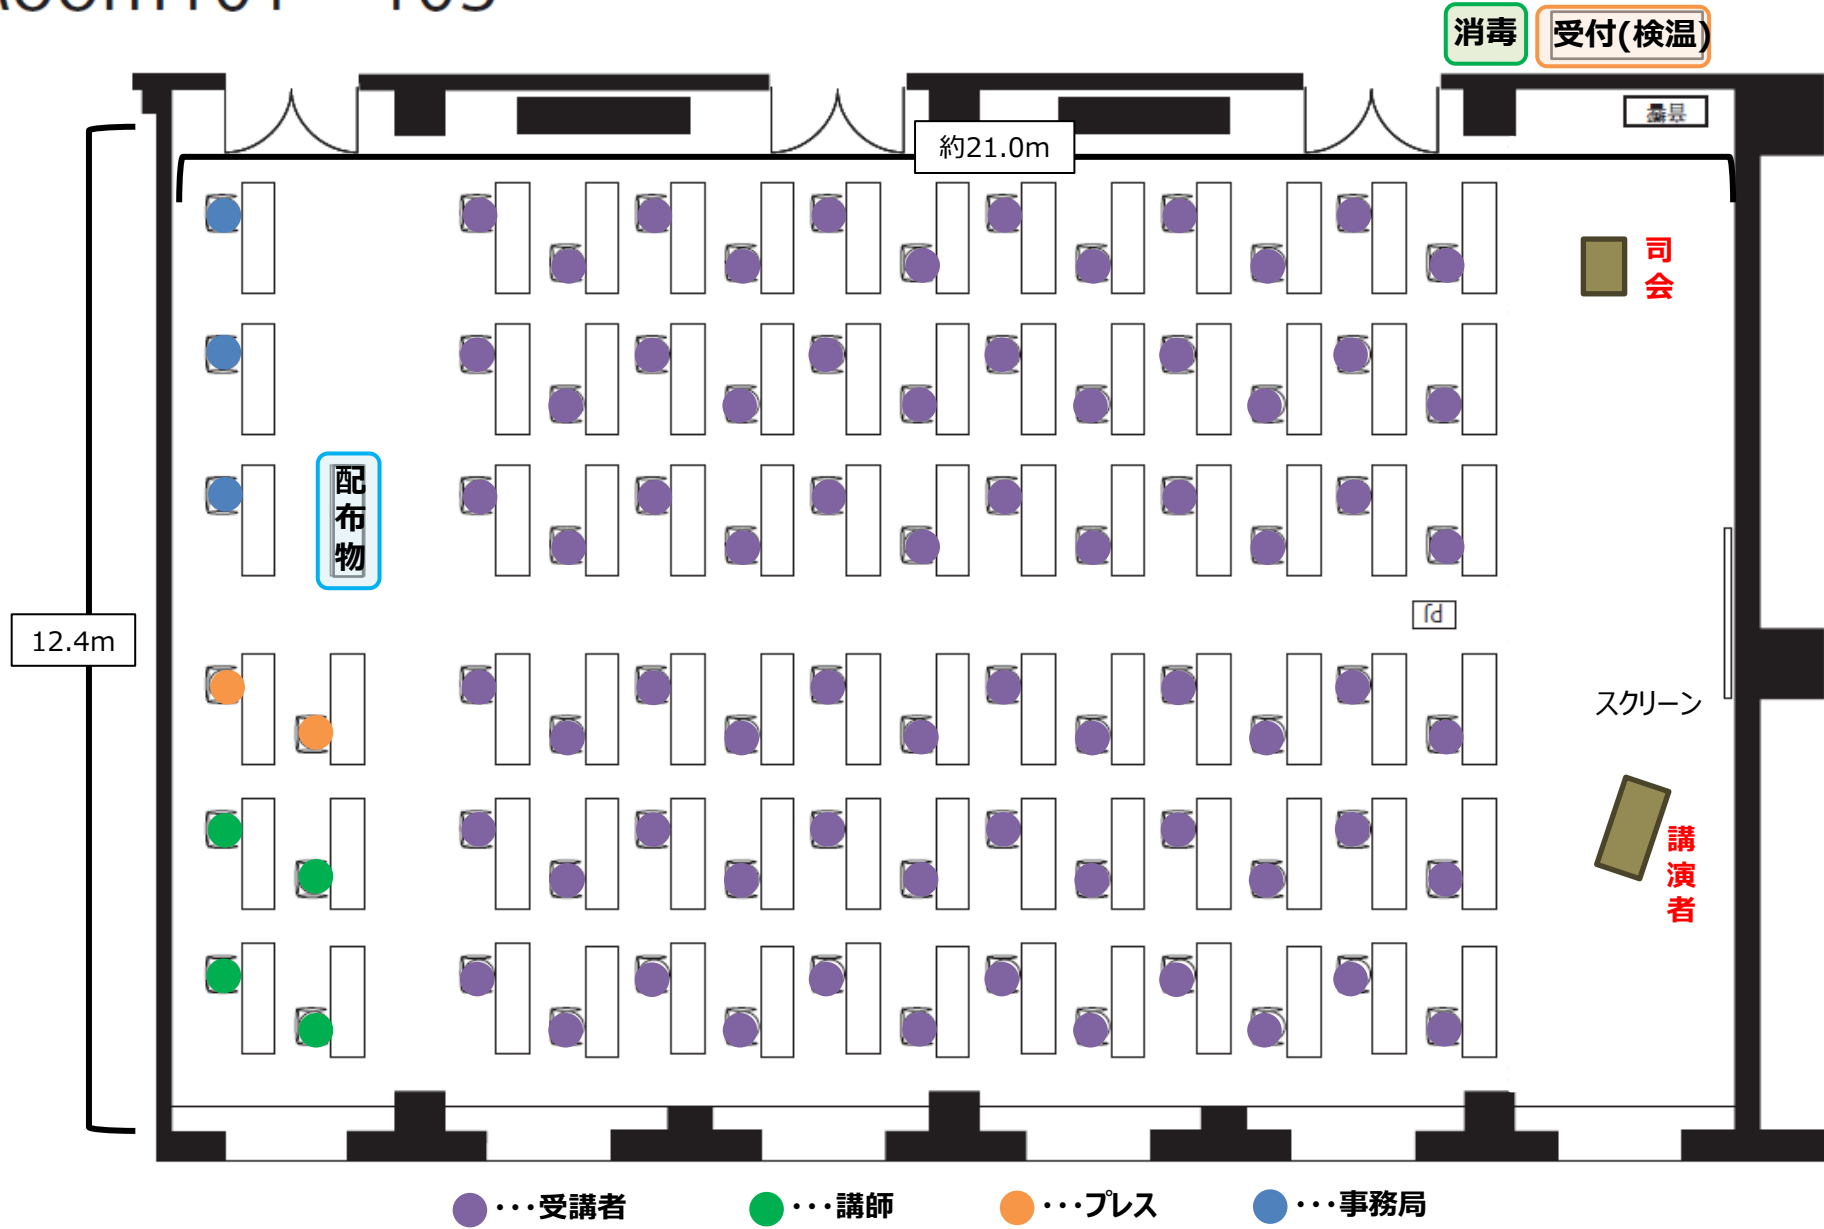 消毒
受付(検温)
約21.0m
司会
配布物
12.4m
PJ
スクリーン
講演者
・・・受講者
・・・講師
・・・プレス
・・・事務局